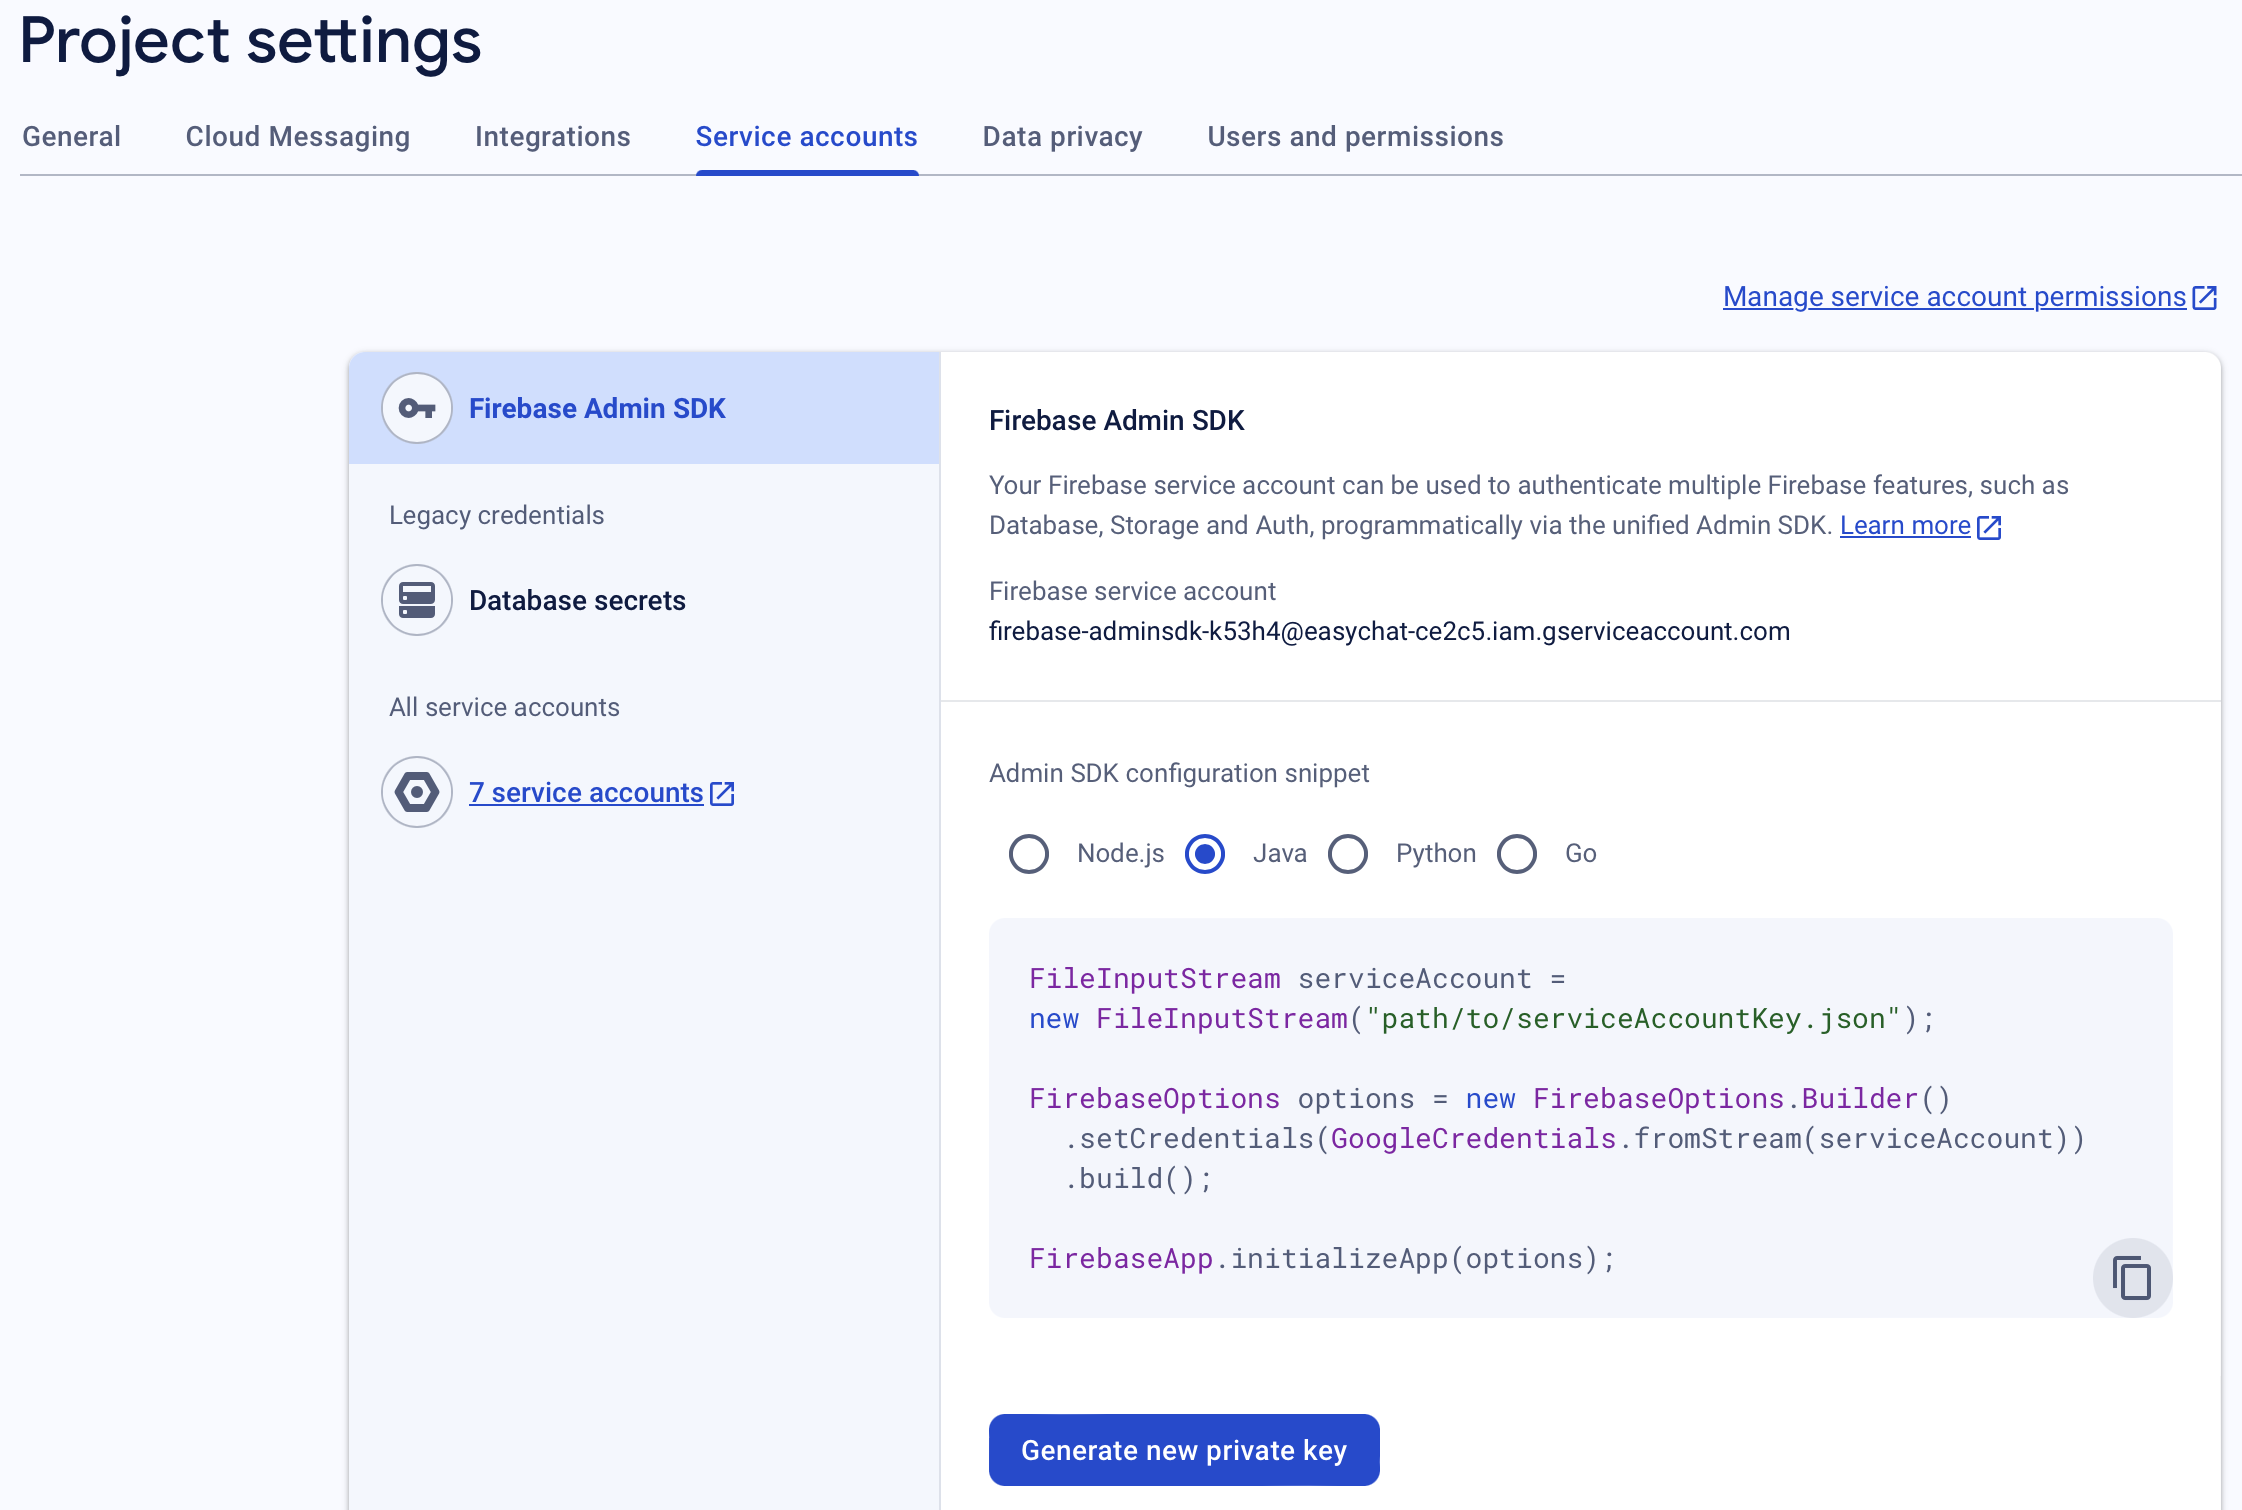 Project settings
General
Cloud Messaging
Integrations
Service accounts
Data privacy
Users and permissions
Manage service account permissions
Firebase Admin SDK
Legacy credentials
Database secrets
All service accounts
7 service accounts
Firebase Admin SDK
Your Firebase service account can be used to authenticate multiple Firebase features, such as
Database, Storage and Auth, programmatically via the unified Admin SDK. Learn more
Firebase service account
firebase-adminsdk-k53h4@easychat-ce2c5.iam.gserviceaccount.com
Admin SDK configuration snippet
Node.js
Java
Python
Go
FileInputStream serviceAccount =
new FileInputStream("path/to/serviceAccountKey.json");
FirebaseOptions options = new FirebaseOptions.Builder()
  .setCredentials(GoogleCredentials.fromStream(serviceAccount))
  .build();
FirebaseApp.initializeApp(options);
Generate new private key